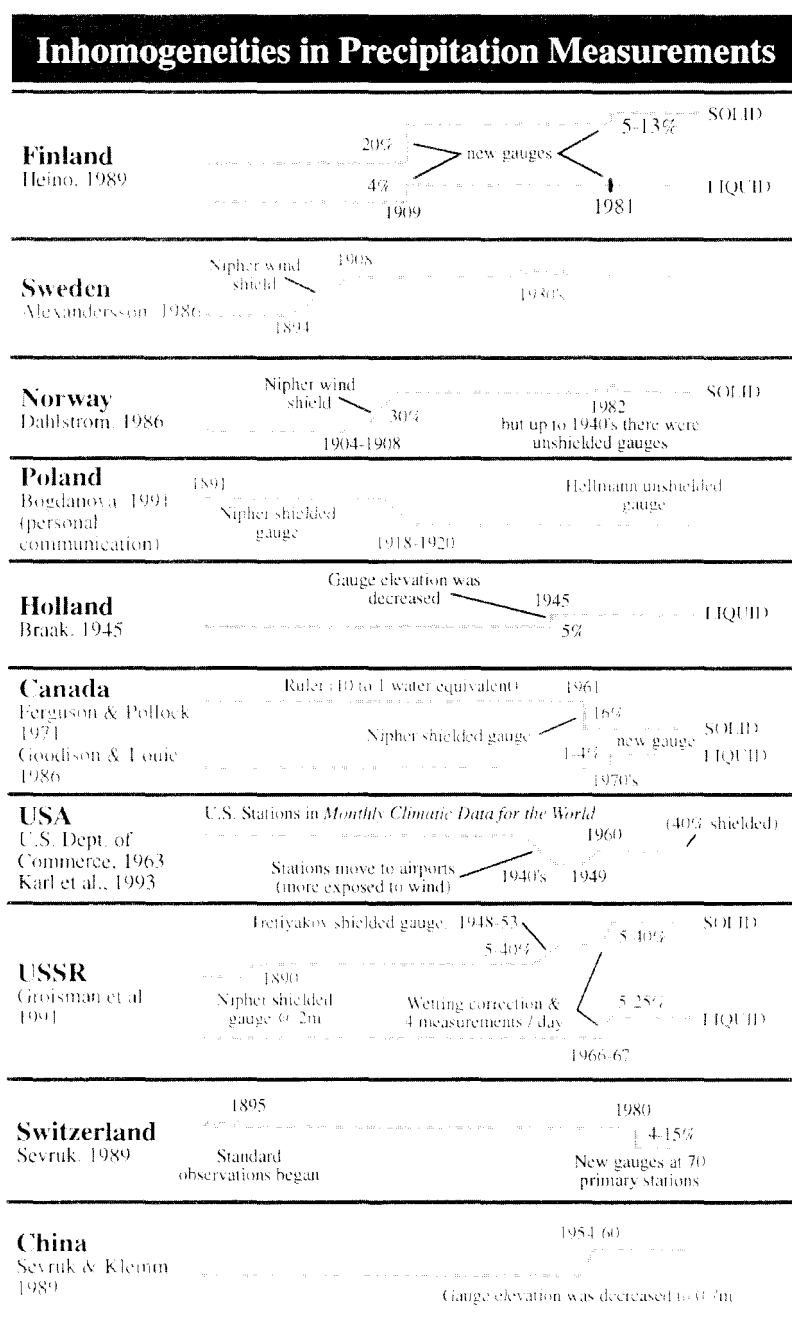 Inhomogeneities in Precipitation Measurements
Finland
Heino, 1989
20%
4%
1909
new gauges
5-13%
1981
SOLID
LIQUID
Sweden
Alexandersson, 1986
Nipher wind
shield
1894
1908
1930's
Norway
Dahlstrom, 1986
Nipher wind
shield
30%
1904-1908
1982
but up to 1940's there were
unshielded gauges
SOLID
Poland
Bogdanova, 1991
(personal
communication)
1891
Nipher shielded
gauge
1918-1920
Hellmann unshielded
gauge
Holland
Braak, 1945
Gauge elevation was
decreased
1945
5%
LIQUID
Canada
Ferguson & Pollock
1971
Goodison & Louie
1986
Ruler (10 to 1 water equivalent)
1961
16%
Nipher shielded gauge
SOLID
new gauge
1-4%
LIQUID
1970's
USA
U.S. Dept. of
Commerce, 1963
Karl et al., 1993
U.S. Stations in Monthly Climatic Data for the World
Stations move to airports
(more exposed to wind)
1940's
1949
1960
(40% shielded)
USSR
Groisman et al
1991
Tretiyakov shielded gauge, 1948-53
5-40%
1890
Nipher shielded
gauge @ 2m
Wetting correction &
4 measurements / day
SOLID
5-40%
5-25%
LIQUID
1966-67
Switzerland
Sevruk, 1989
1895
Standard
observations began
1980
4-15%
New gauges at 70
primary stations
China
Sevruk & Klemm
1989
1954-60
Gauge elevation was decreased to